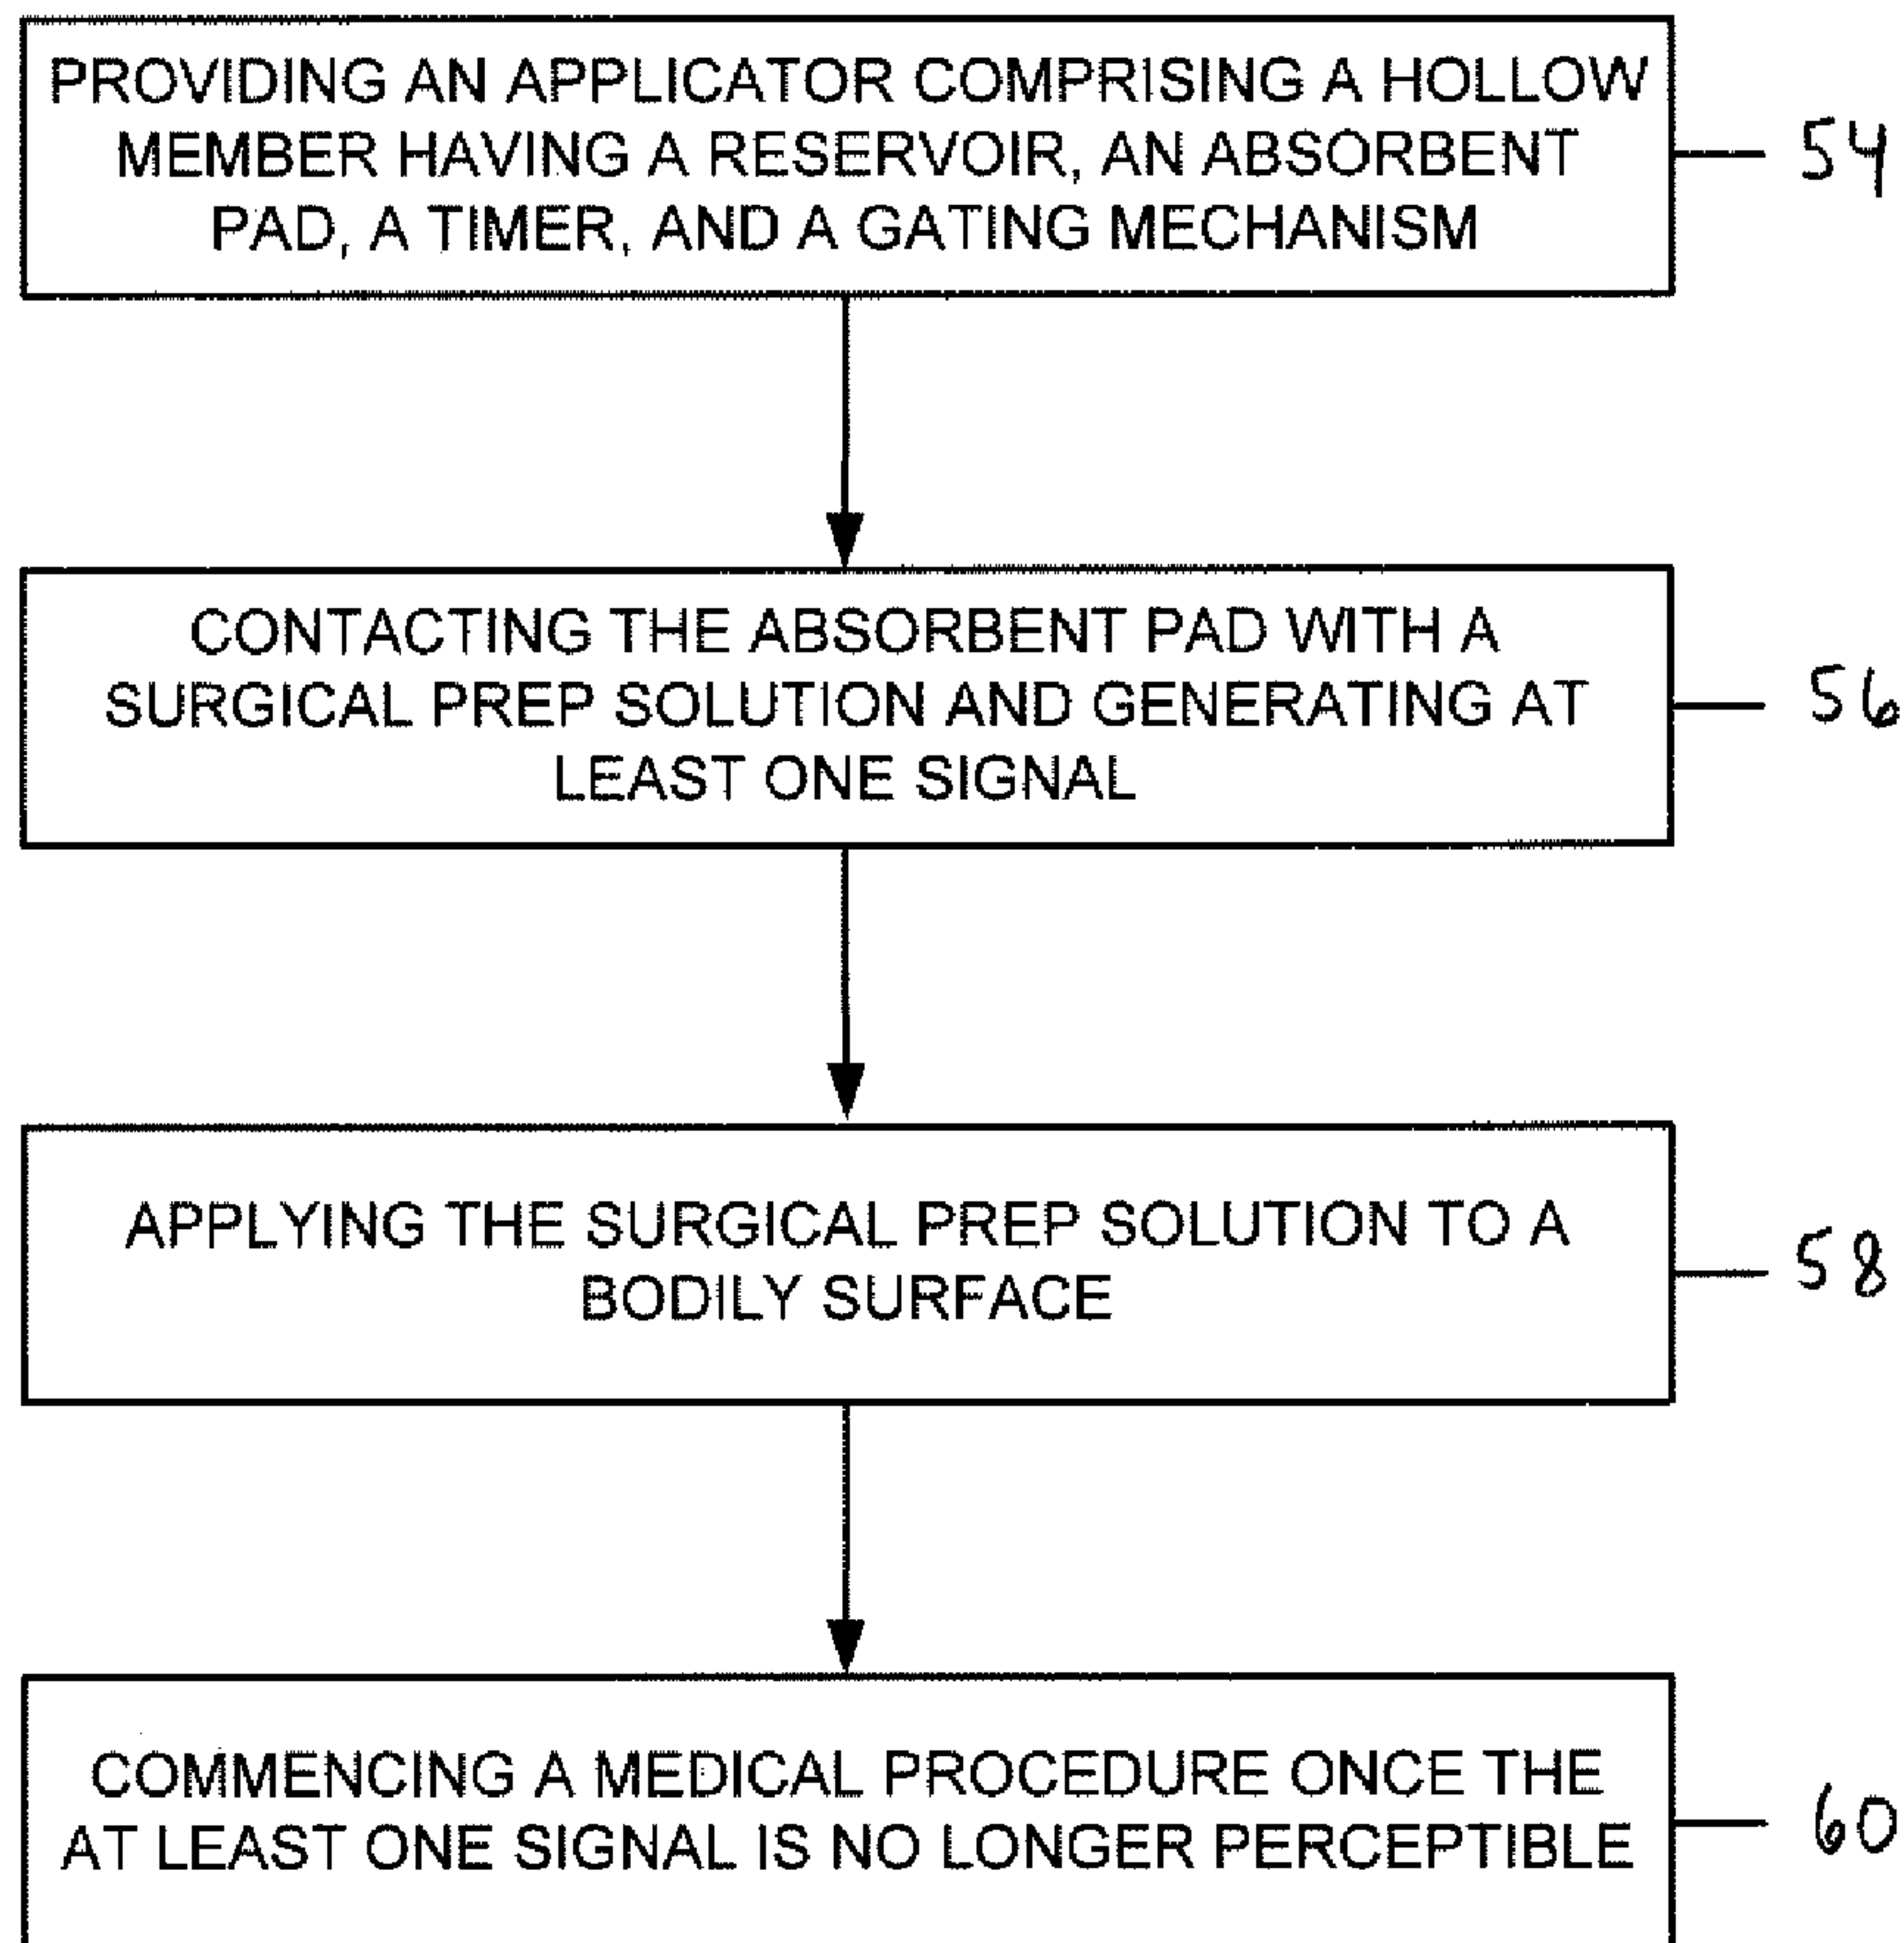 PROVIDING AN APPLICATOR COMPRISING A HOLLOW
MEMBER HAVING A RESERVOIR, AN ABSORBENT
PAD, A TIMER, AND A GATING MECHANISM
54
CONTACTING THE ABSORBENT PAD WITH A
SURGICAL PREP SOLUTION AND GENERATING AT
LEAST ONE SIGNAL
56
APPLYING THE SURGICAL PREP SOLUTION TO A
BODILY SURFACE
58
COMMENCING A MEDICAL PROCEDURE ONCE THE
AT LEAST ONE SIGNAL IS NO LONGER PERCEPTIBLE
60